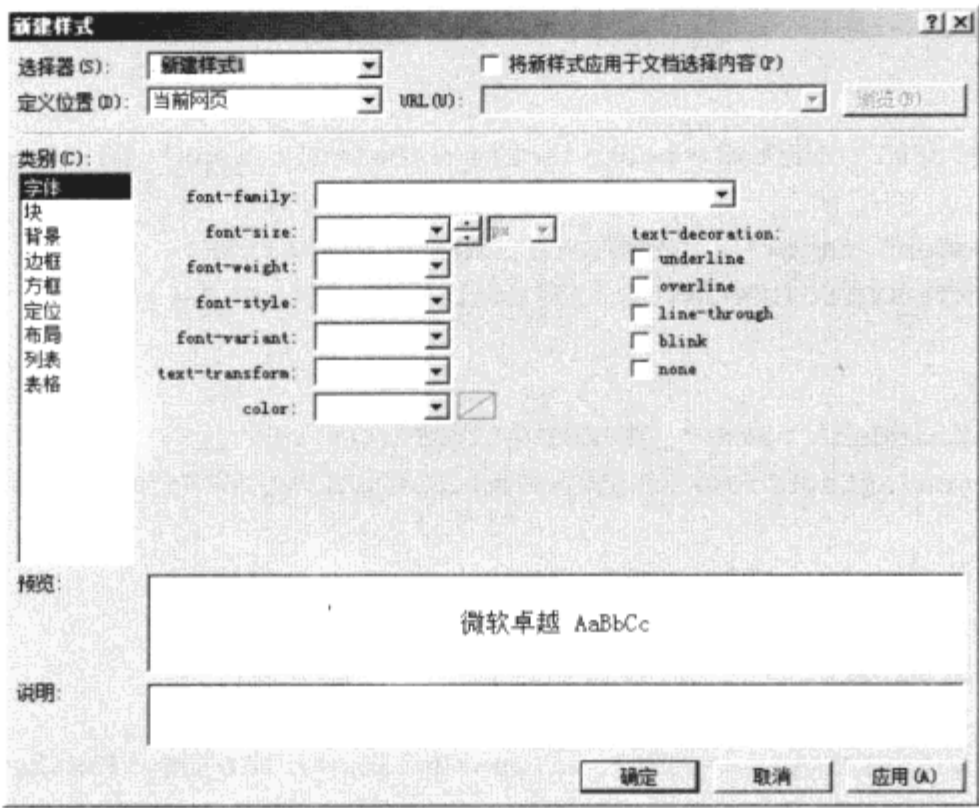 新建样式
选择器(S): 新建样式1 将新样式应用于文档选择内容(P)
定义位置(D): 当前网页 URL(U): 浏览(B)
类别(C):
字体
块
背景
边框
方框
定位
布局
列表
表格
font-family:
font-size: px
font-weight:
font-style:
font-variant:
text-transform:
color:
text-decoration:
underline
overline
line-through
blink
none
预览:
微软卓越 AaBbCc
说明:
确定 取消 应用(A)